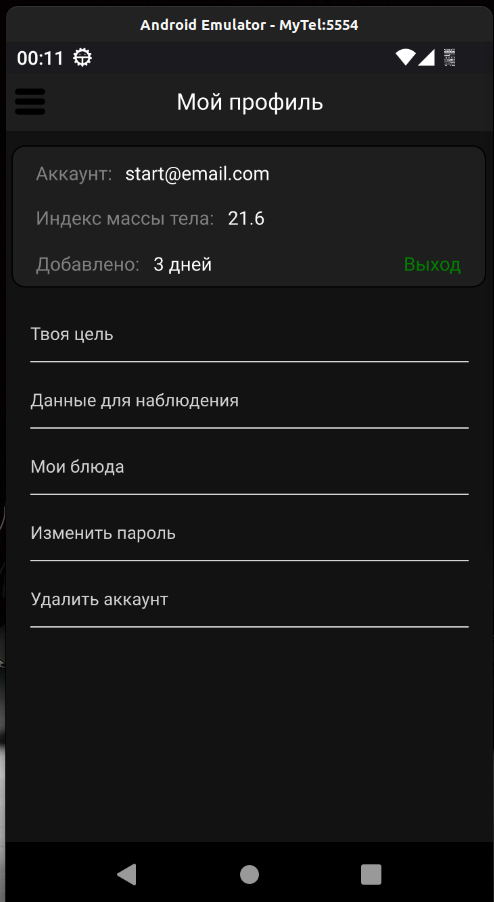 Android Emulator - MyTel:5554
00:11
Мой профиль
Аккаунт: start@email.com
Индекс массы тела: 21.6
Добавлено: 3 дней Выход
Твоя цель
Данные для наблюдения
Мои блюда
Изменить пароль
Удалить аккаунт